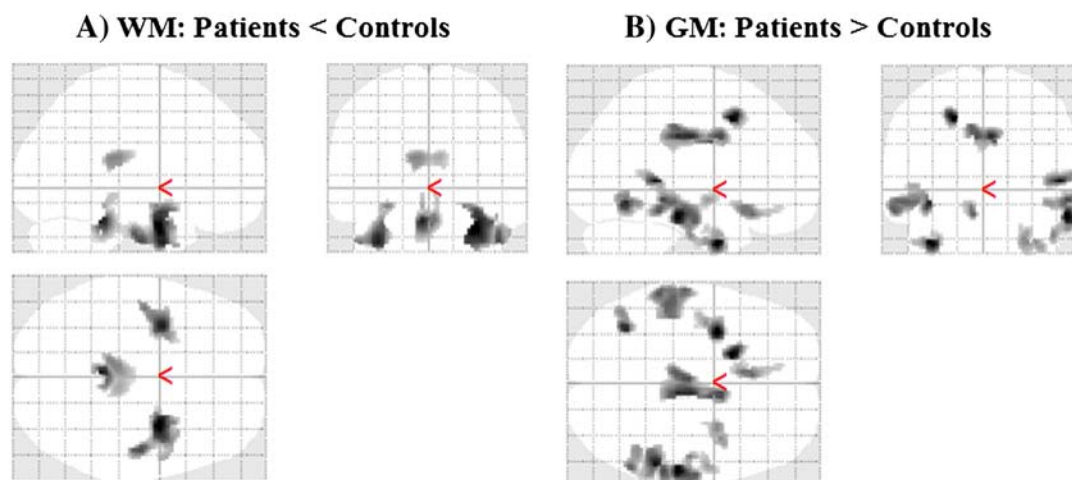 A) WM: Patients < Controls
B) GM: Patients > Controls